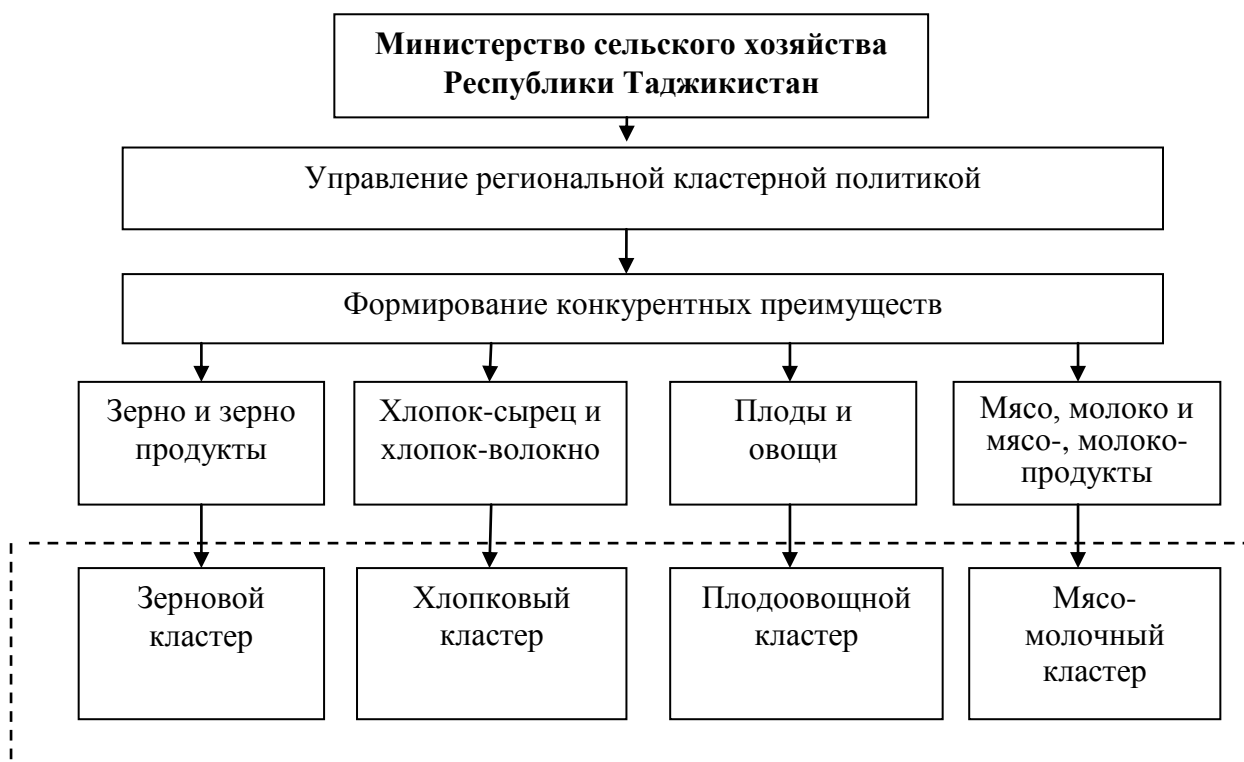 Министерство сельского хозяйства
Республики Таджикистан
Управление региональной кластерной политикой
Формирование конкурентных преимуществ
Зерно и зерно
продукты
Хлопок-сырец и
хлопок-волокно
Плоды и
овощи
Мясо, молоко и
мясо-, молоко-
продукты
Зерновой
кластер
Хлопковый
кластер
Плодоовощной
кластер
Мясо-
молочный
кластер